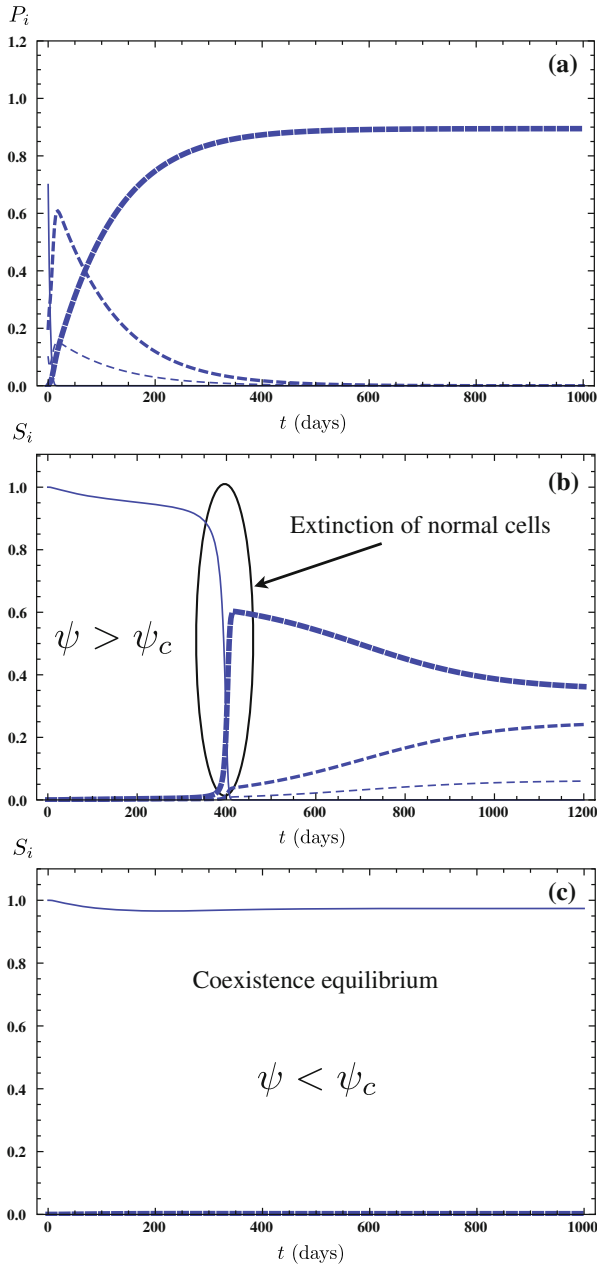 P_i
1.2
(a)
1.0
0.8
0.6
0.4
0.2
0.0
0 200 400 600 800 1000
t (days)
S_i
(b)
1.0
Extinction of normal cells
0.8
ψ > ψ_c
0.6
0.4
0.2
0.0
0 200 400 600 800 1000 1200
t (days)
S_i
(c)
1.0
0.8
Coexistence equilibrium
0.6
ψ < ψ_c
0.4
0.2
0.0
0 200 400 600 800 1000
t (days)